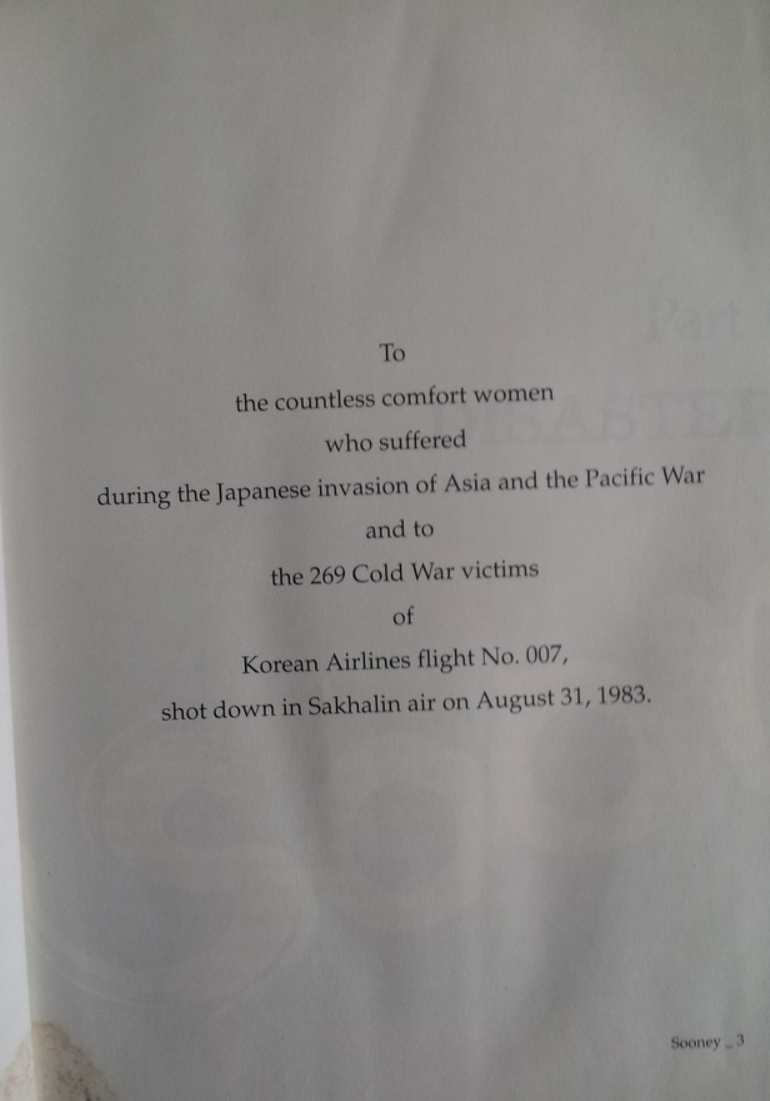 To
the countless comfort women
who suffered
during the Japanese invasion of Asia and the Pacific War
and to
the 269 Cold War victims
of
Korean Airlines flight No. 007,
shot down in Sakhalin air on August 31, 1983.
Part
Sooney _ 3